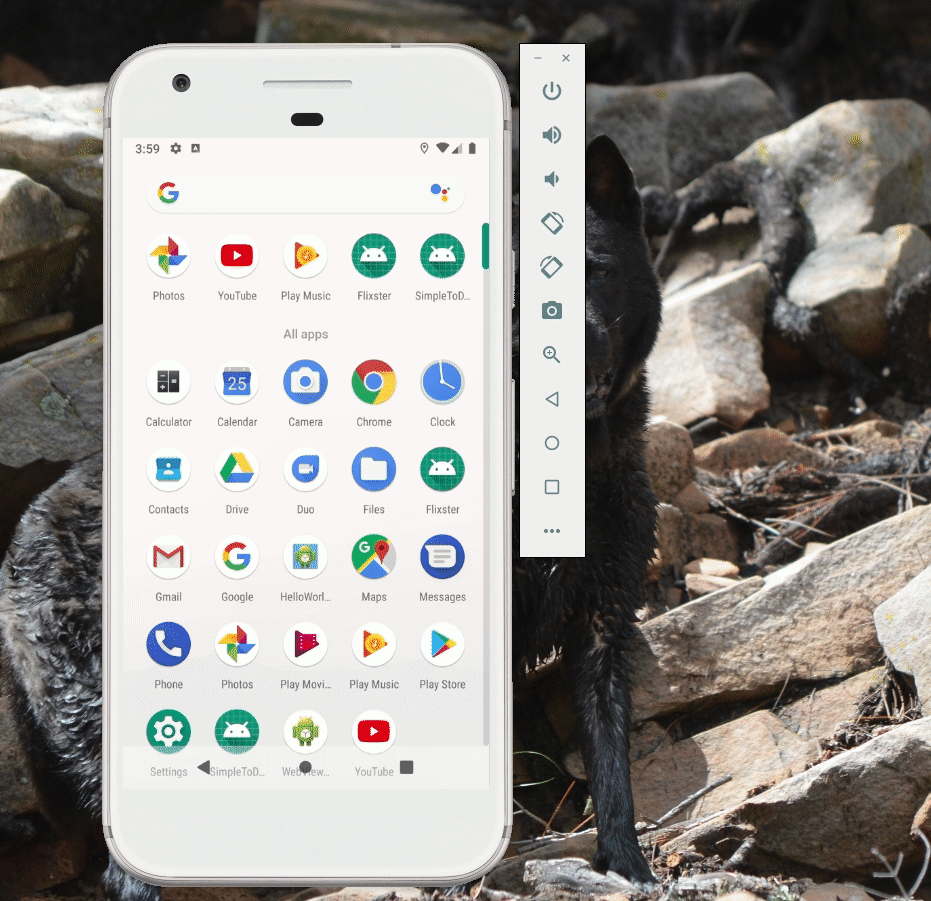 3:59
Photos YouTube Play Music Flixster SimpleToD...
All apps
Calculator Calendar Camera Chrome Clock
25
Contacts Drive Duo Files Flixster
Gmail Google HelloWorl... Maps Messages
Phone Photos Play Movi... Play Music Play Store
Settings SimpleToD... WebView... YouTube